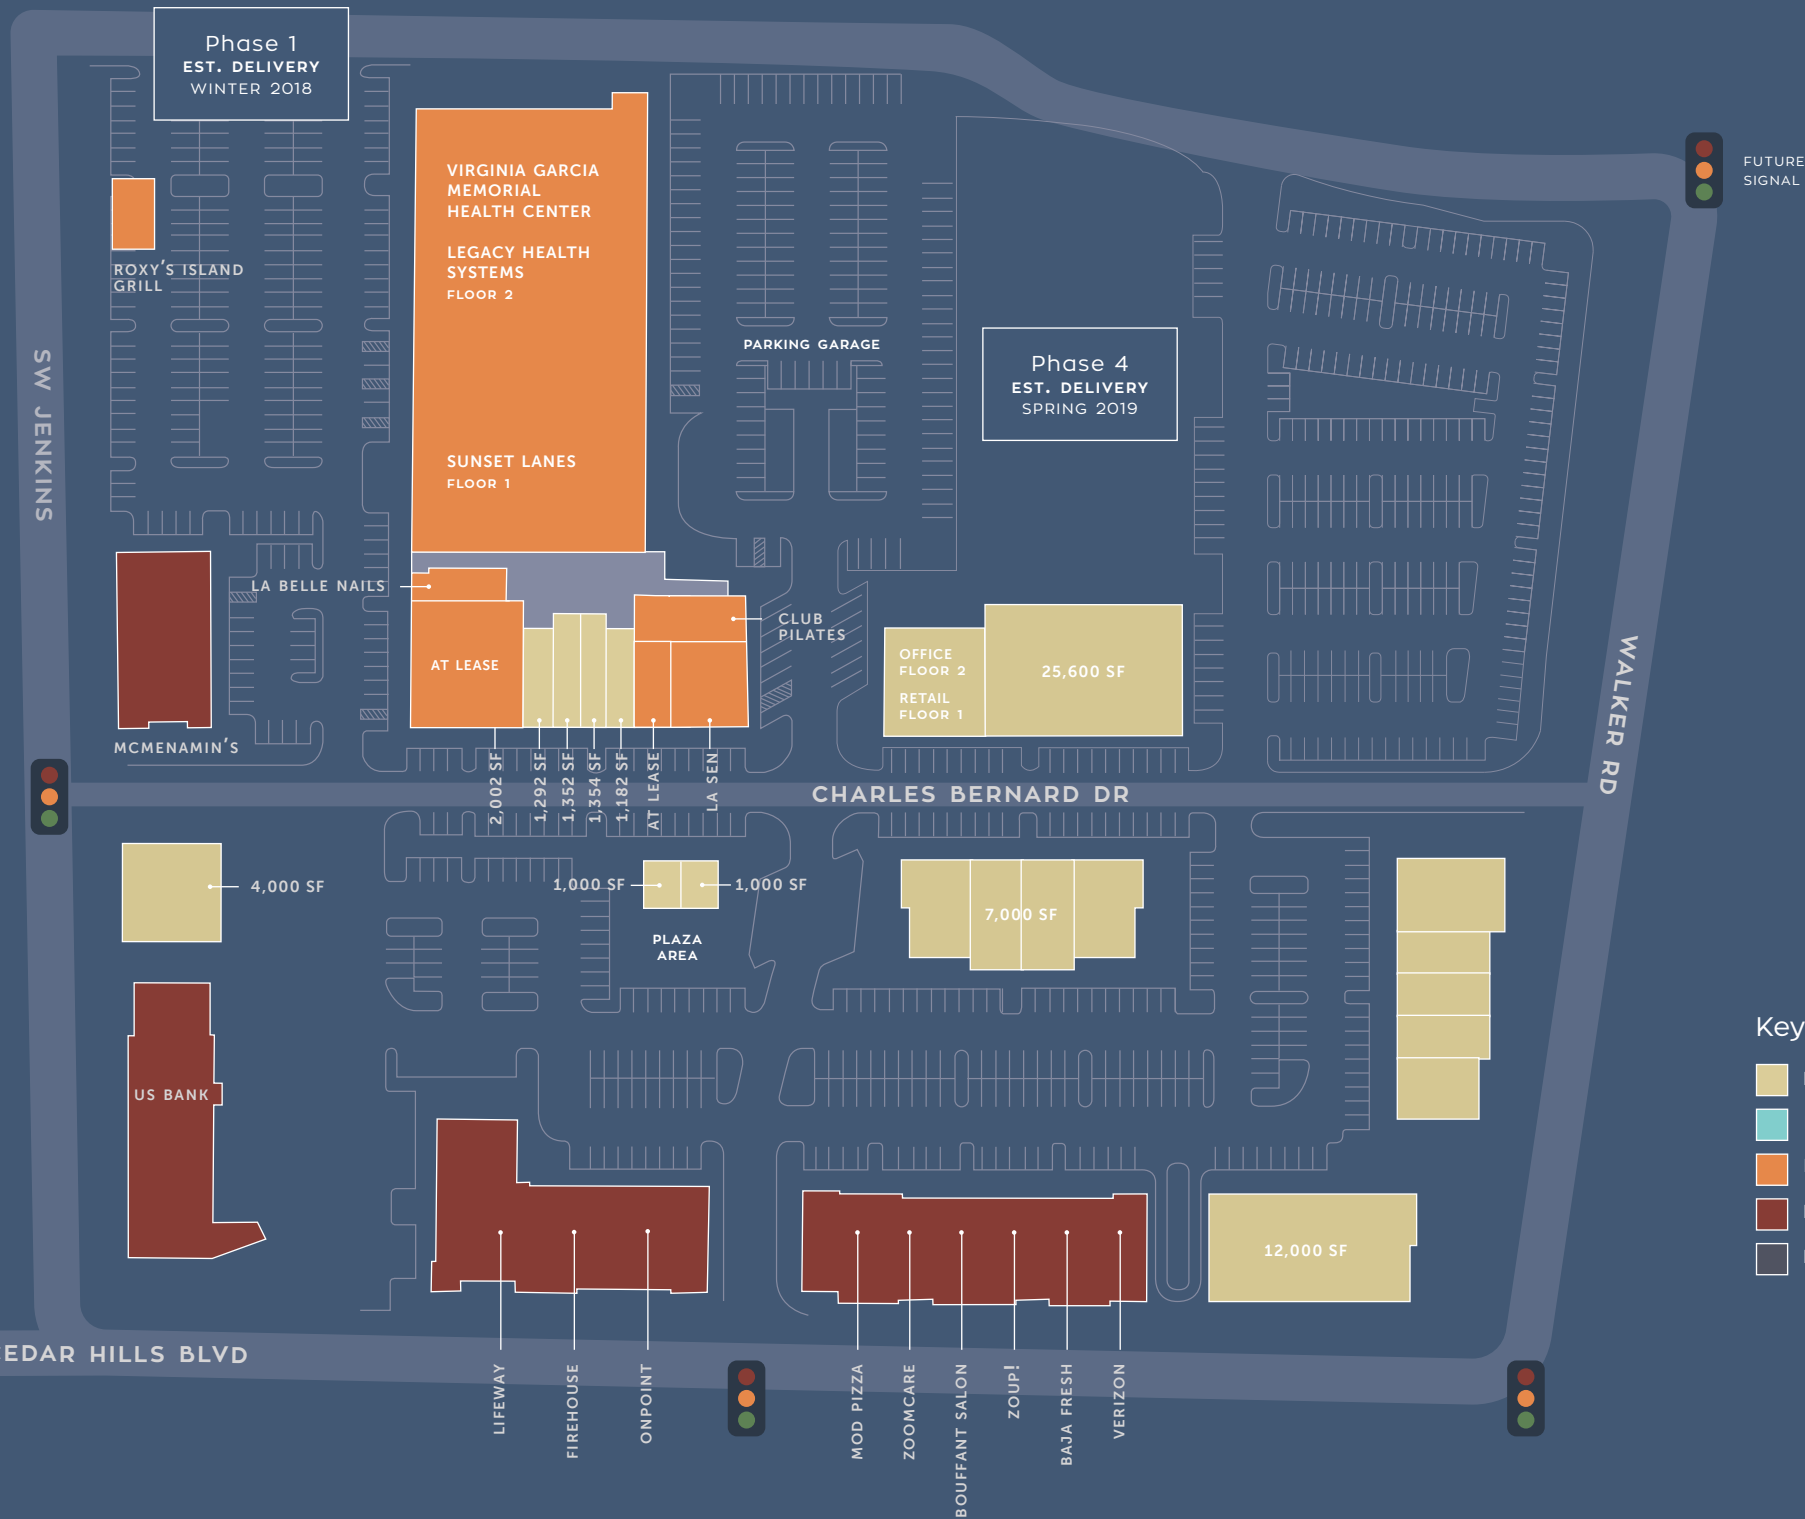 Phase 1
EST. DELIVERY
WINTER 2018
FUTURE
SIGNAL
VIRGINIA GARCIA
MEMORIAL
HEALTH CENTER
LEGACY HEALTH
SYSTEMS
FLOOR 2
ROXY'S ISLAND
GRILL
PARKING GARAGE
Phase 4
EST. DELIVERY
SPRING 2019
SW JENKINS
SUNSET LANES
FLOOR 1
LA BELLE NAILS
CLUB
PILATES
AT LEASE
OFFICE
FLOOR 2
RETAIL
FLOOR 1
25,600 SF
WALKER RD
MCMENAMIN'S
2,002 SF
1,292 SF
1,352 SF
1,354 SF
1,182 SF
AT LEASE
LA SEN
CHARLES BERNARD DR
4,000 SF
1,000 SF
1,000 SF
PLAZA
AREA
7,000 SF
Key
US BANK
12,000 SF
EDAR HILLS BLVD
LIFEWAY
FIREHOUSE
ONPOINT
MOD PIZZA
ZOOMCARE
BOUFFANT SALON
ZOUP!
BAJA FRESH
VERIZON